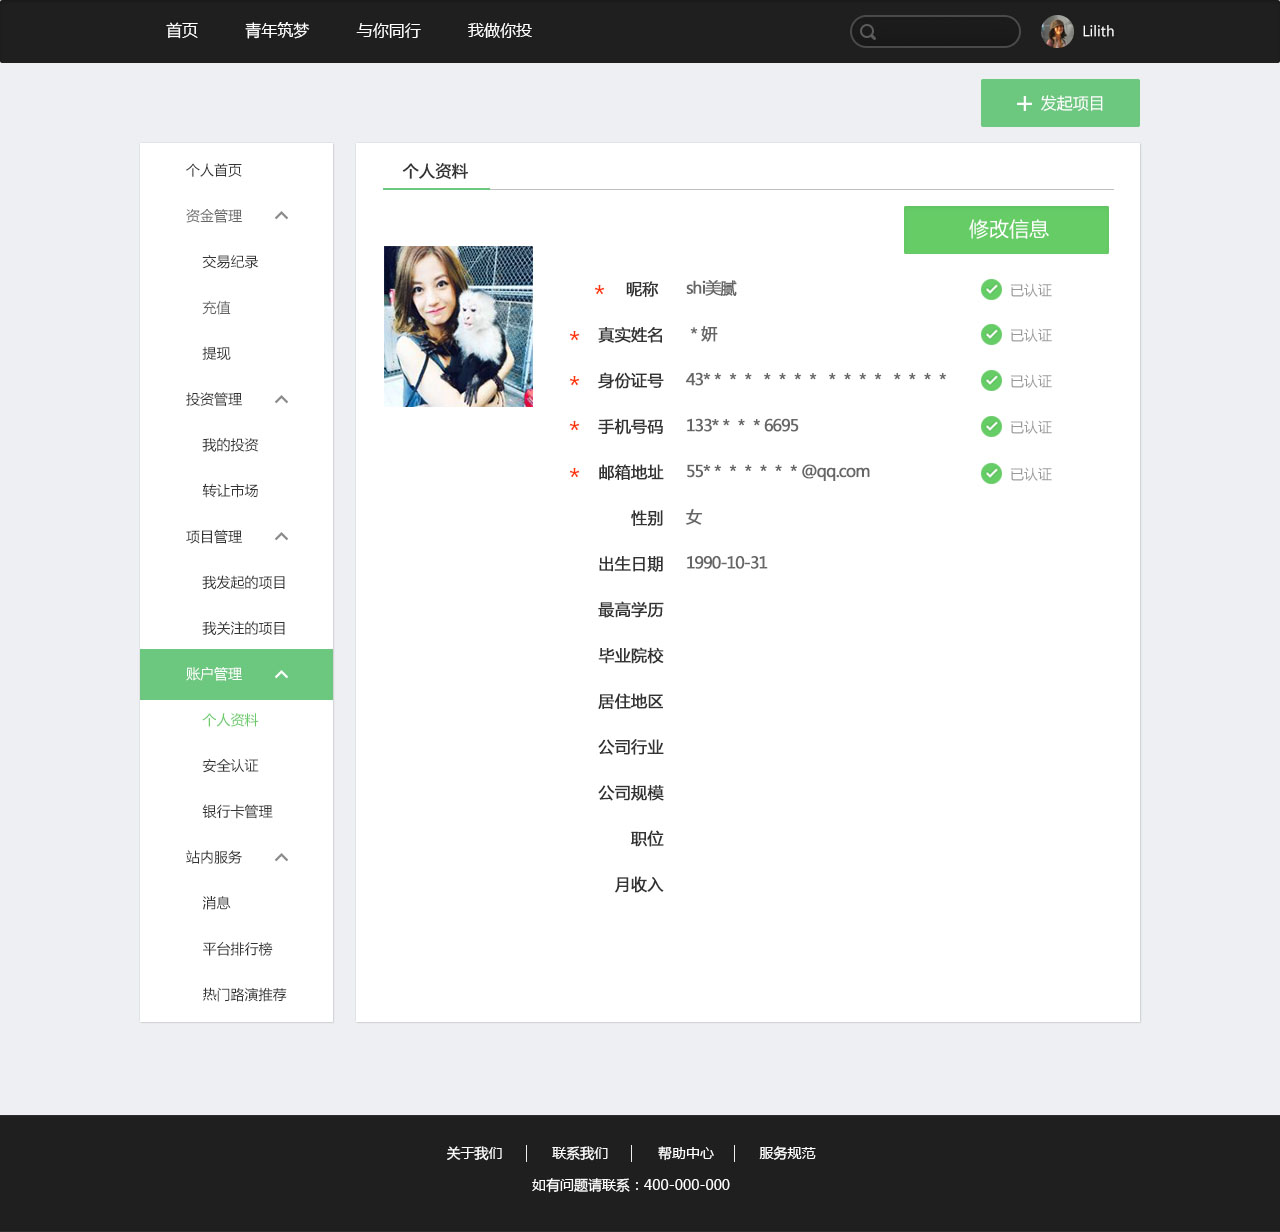 首页 青年筑梦 与你同行 我做你投 Lilith
+ 发起项目
个人首页
资金管理
交易纪录
充值
提现
投资管理
我的投资
转让市场
项目管理
我发起的项目
我关注的项目
账户管理
个人资料
安全认证
银行卡管理
站内服务
消息
平台排行榜
热门路演推荐
个人资料
修改信息
* 昵称 shi美腻 已认证
* 真实姓名 * 妍 已认证
* 身份证号 43* * * * * * * * * * * * * * * * 已认证
* 手机号码 133* * * * 6695 已认证
* 邮箱地址 55* * * * * * * @qq.com 已认证
性别 女
出生日期 1990-10-31
最高学历
毕业院校
居住地区
公司行业
公司规模
职位
月收入
关于我们 | 联系我们 | 帮助中心 | 服务规范
如有问题请联系：400-000-000